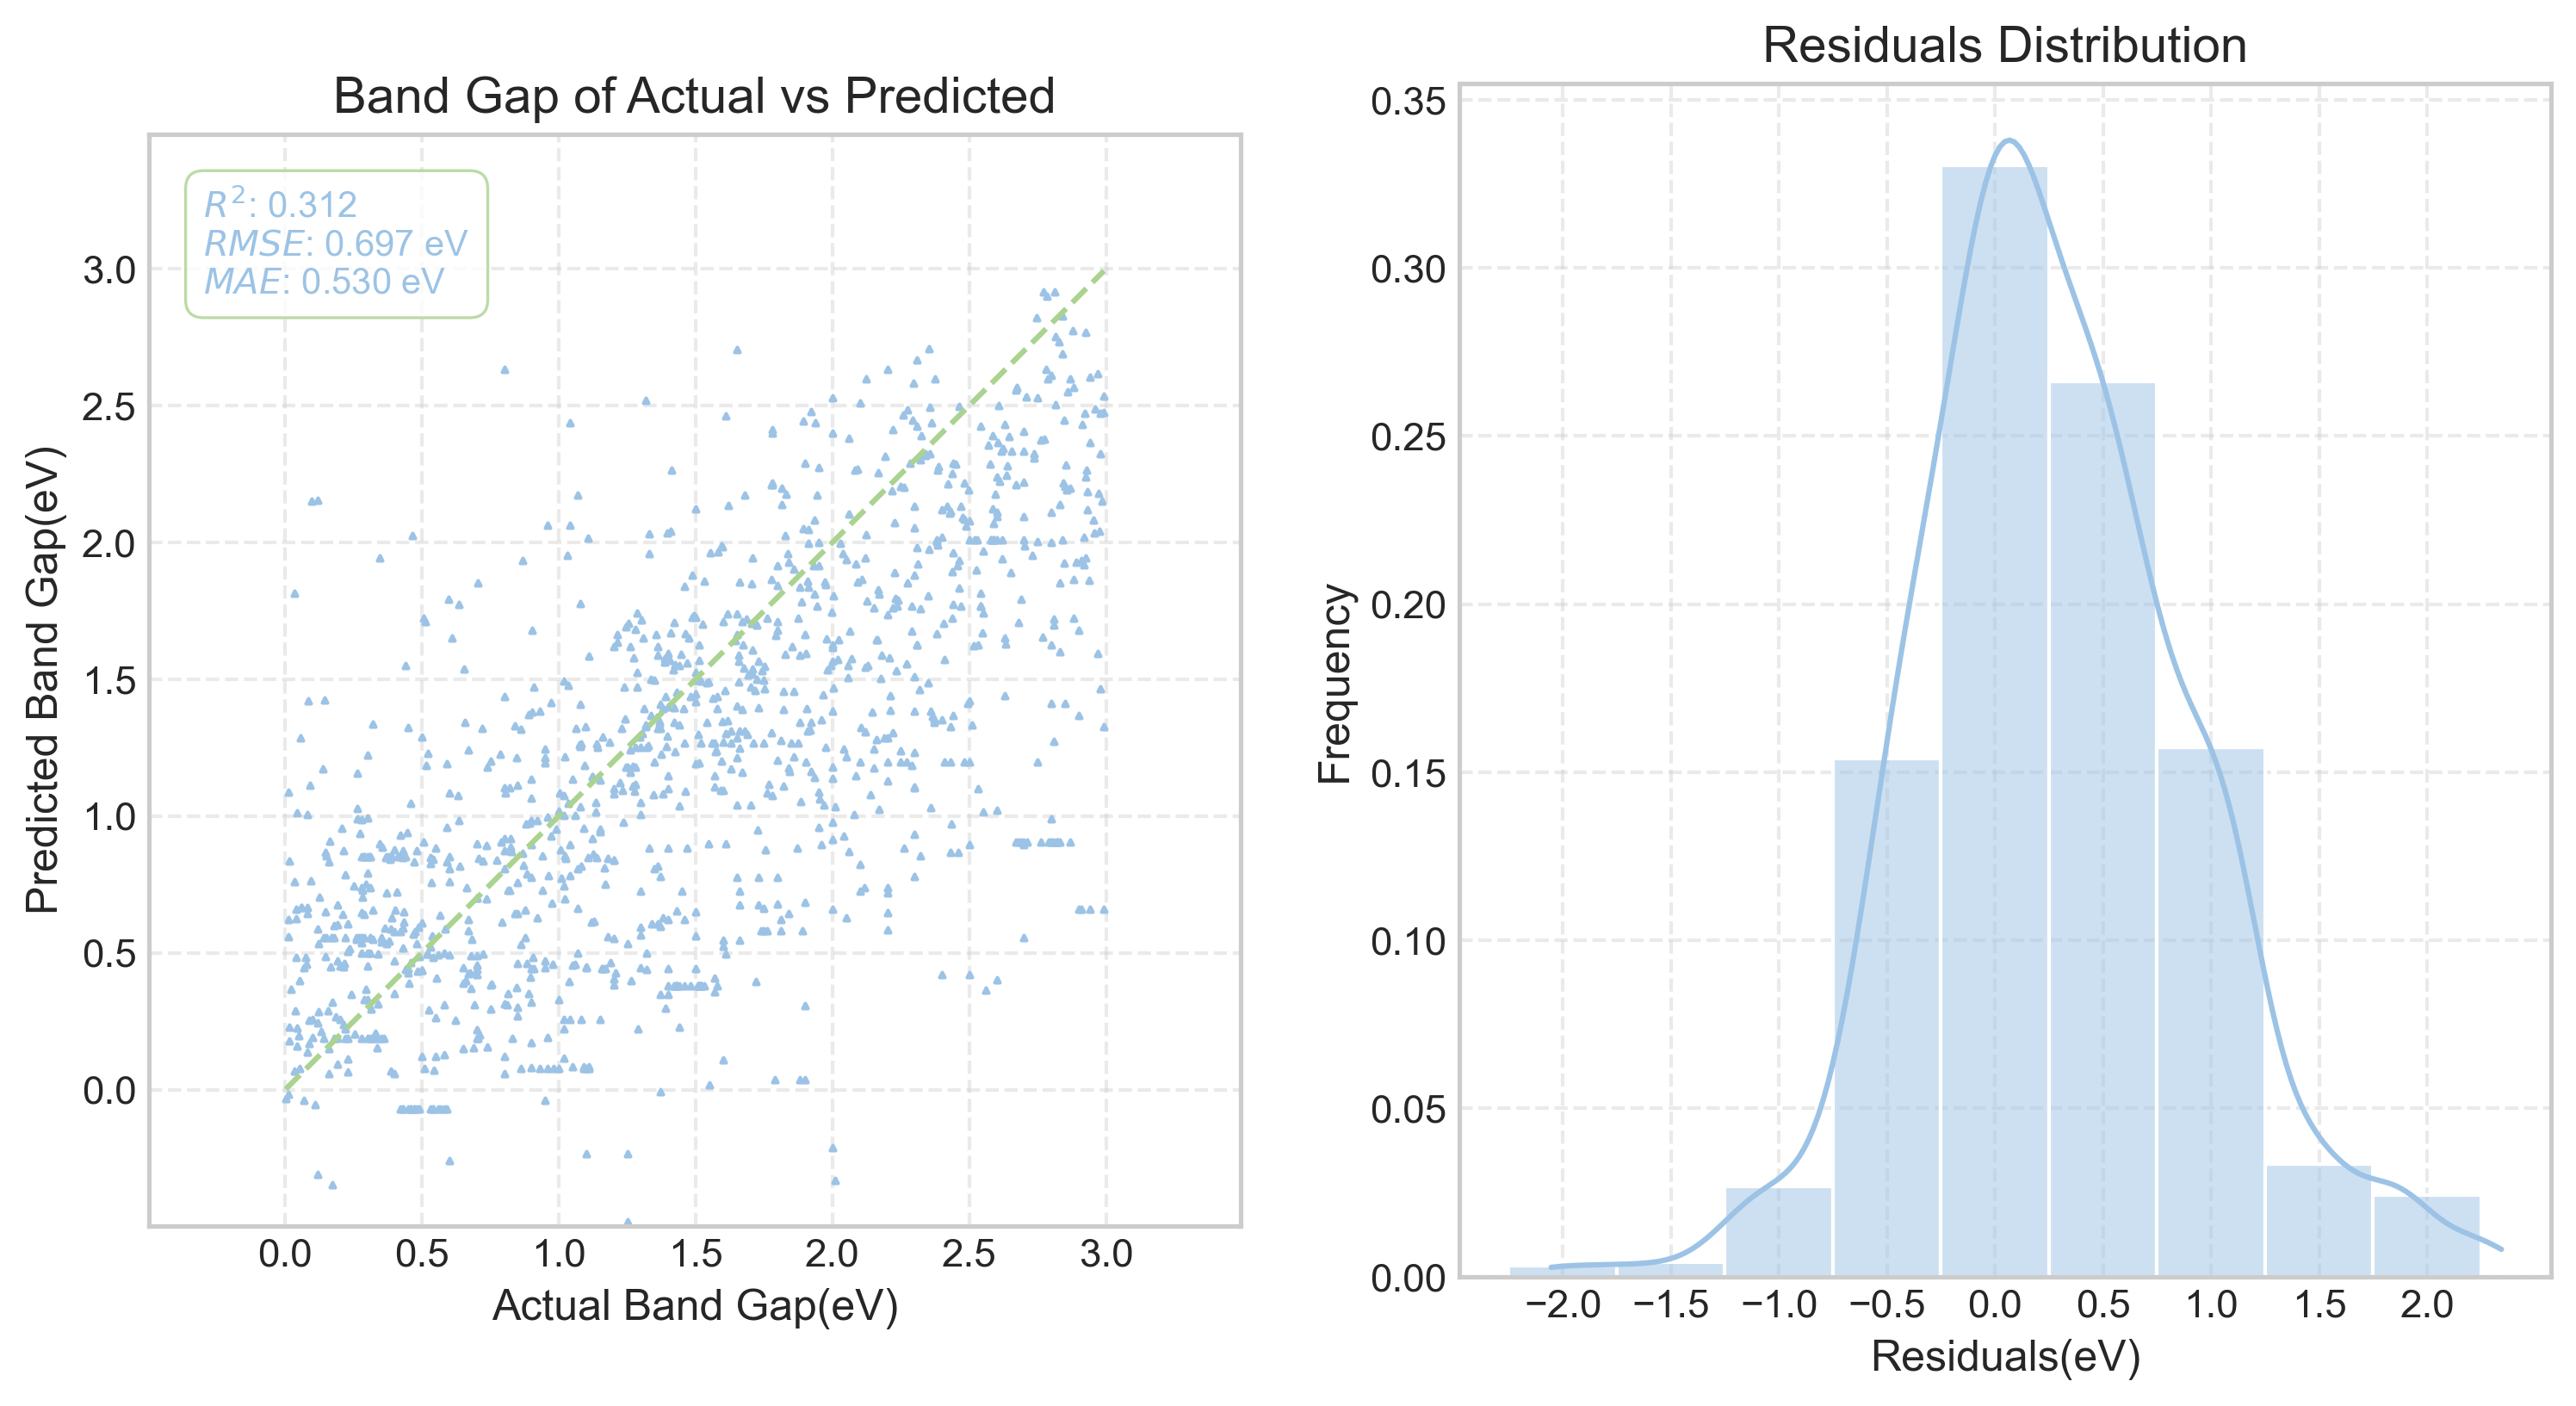 Band Gap of Actual vs Predicted
R²: 0.312
RMSE: 0.697 eV
MAE: 0.530 eV
3.0
2.5
2.0
1.5
1.0
0.5
0.0
Predicted Band Gap(eV)
0.0 0.5 1.0 1.5 2.0 2.5 3.0
Actual Band Gap(eV)
Residuals Distribution
0.35
0.30
0.25
0.20
0.15
0.10
0.05
0.00
Frequency
−2.0 −1.5 −1.0 −0.5 0.0 0.5 1.0 1.5 2.0
Residuals(eV)